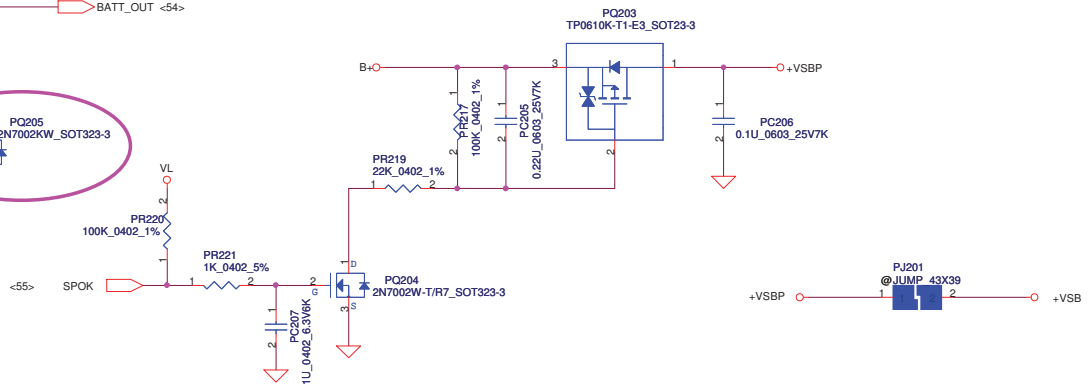 BATT_OUT <54>
PQ203
TP0610K-T1-E3_SOT23-3
B+
3
1
+VSBP
1
PR217
100K_0402_1%
2
1
PC205
0.22U_0603_25V7K
2
2
1
PC206
0.1U_0603_25V7K
2
PQ205
2N7002KW_SOT323-3
PR219
22K_0402_1%
1
2
VL
2
PR220
100K_0402_1%
1
PR221
1K_0402_5%
<55>
SPOK
1
2
2
G
1
D
S
3
PQ204
2N7002W-T/R7_SOT323-3
1
PC207
1U_0402_6.3V6K
2
PJ201
@JUMP_43X39
+VSBP
1
1
2
2
+VSB